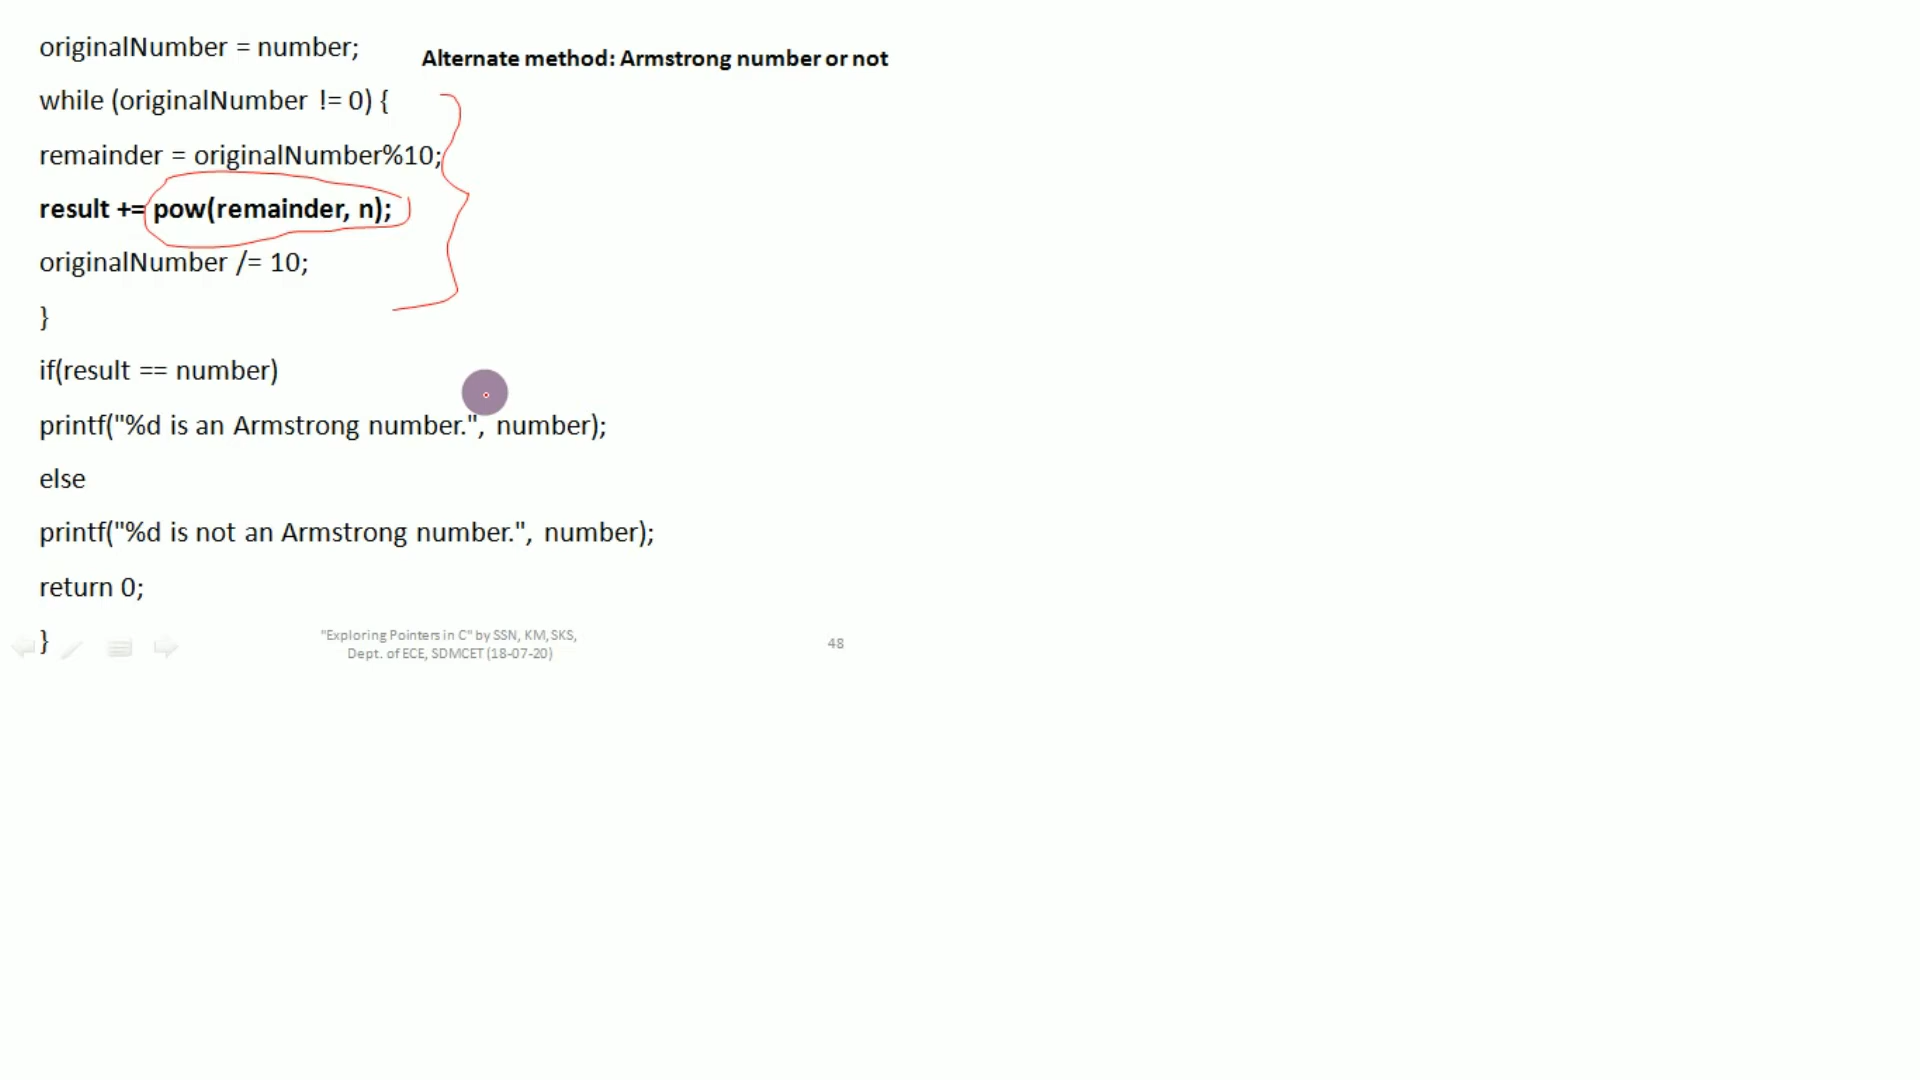 originalNumber = number;
Alternate method: Armstrong number or not
while (originalNumber != 0) {
remainder = originalNumber%10;
result += pow(remainder, n);
originalNumber /= 10;
}
if(result == number)
printf("%d is an Armstrong number.", number);
else
printf("%d is not an Armstrong number.", number);
return 0;
}
"Exploring Pointers in C" by SSN, KM, SKS,
Dept. of ECE, SDMCET (18-07-20)
48